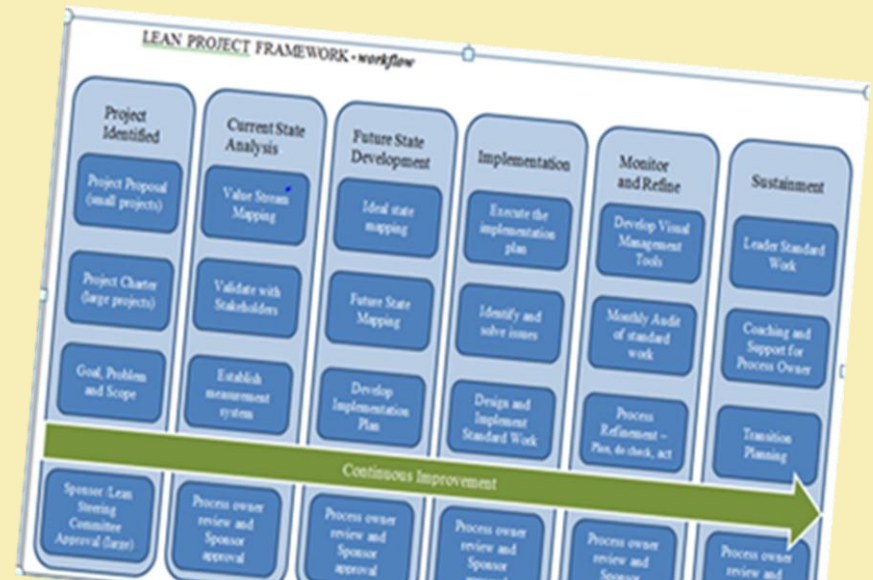 LEAN PROJECT FRAMEWORK - workflow
Project
Identified
Project Proposal
(small projects)
Project Charter
(large projects)
Goal, Problem
and Scope
Sponsor /Lean
Steering
Committee
Approval (large)
Current State
Analysis
Value Stream
Mapping
Validate with
Stakeholders
Establish
measurement
system
Process owner
review and
Sponsor
approval
Future State
Development
Ideal state
mapping
Future State
Mapping
Develop
Implementation
Plan
Process owner
review and
Sponsor
approval
Implementation
Execute the
implementation
plan
Identify and
solve issues
Design and
Implement
Standard Work
Process owner
review and
Sponsor
approval
Monitor
and Refine
Develop Visual
Management
Tools
Monthly Audit
of standard
work
Process
Refinement –
Plan, do check, act
Process owner
review and
Sponsor
Sustainment
Leader Standard
Work
Coaching and
Support for
Process Owner
Transition
Planning
Process owner
review and
Continuous Improvement